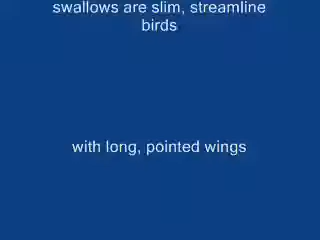 swallows are slim, streamline
birds
with long, pointed wings